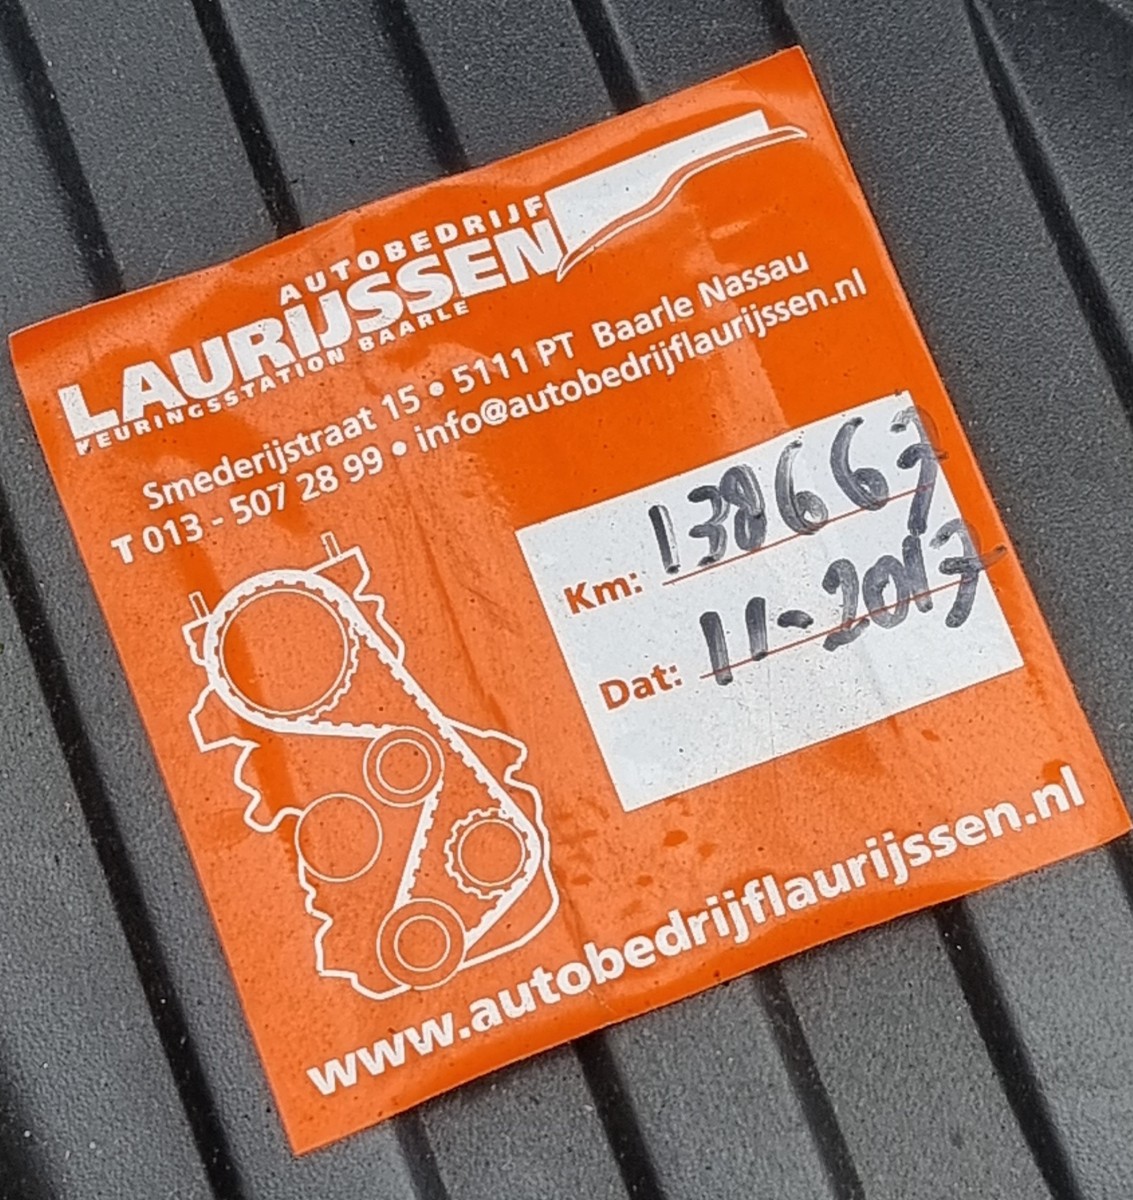 AUTOBEDRIJF
LAURIJSSEN
KEURINGSSTATION BAARLE
Smederijstraat 15 • 5111 PT Baarle Nassau
T 013 - 507 28 99 • info@autobedrijflaurijssen.nl
Km: 138667
Dat: 11-2017
www.autobedrijflaurijssen.nl